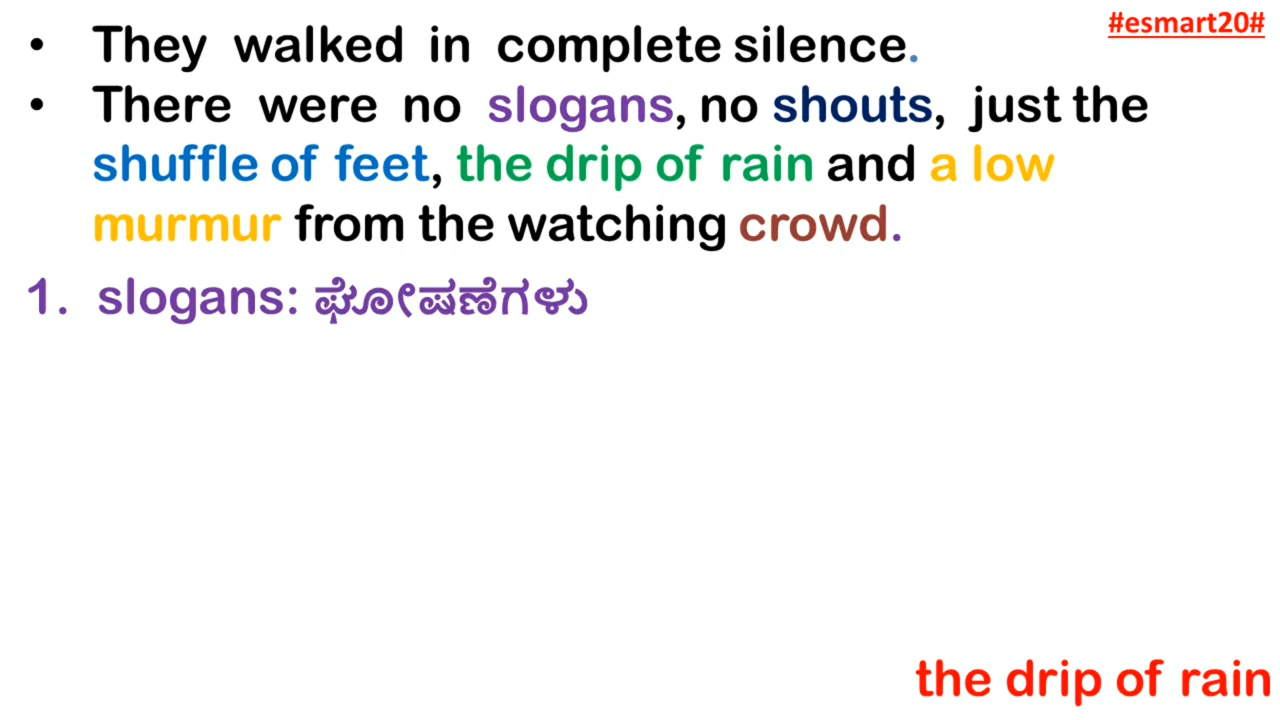 #esmart20#
• They walked in complete silence.
• There were no slogans, no shouts, just the
shuffle of feet, the drip of rain and a low
murmur from the watching crowd.
1. slogans: ಘೋಷಣೆಗಳು
the drip of rain